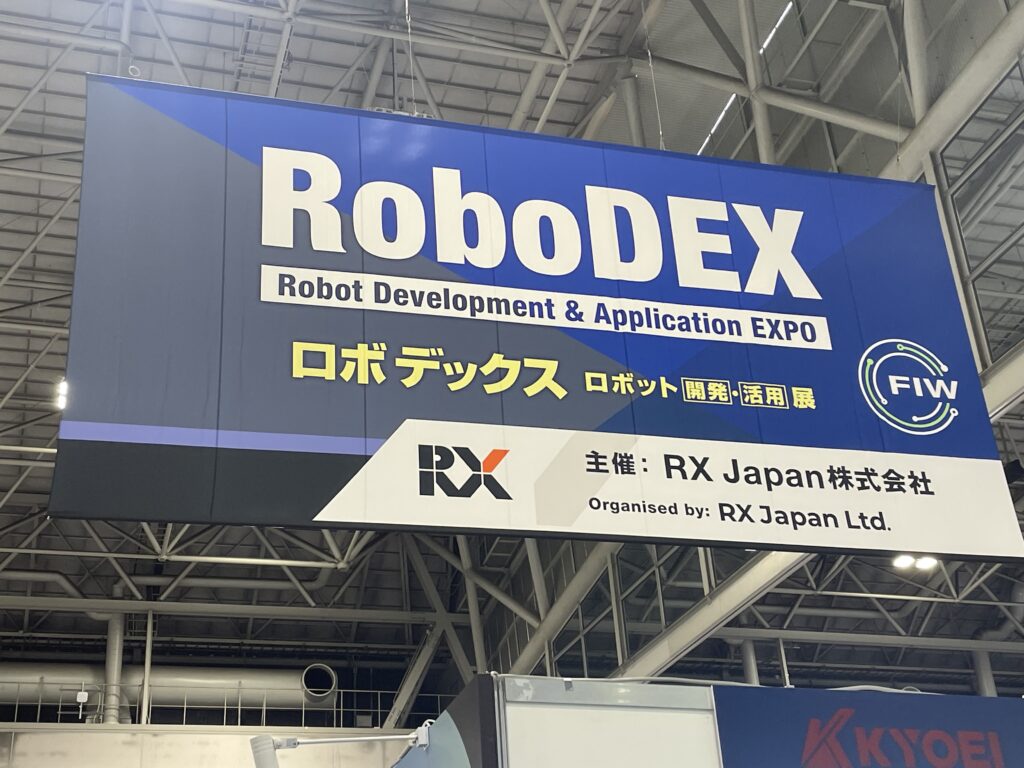 RoboDEX
Robot Development & Application EXPO
ロボデックス ロボット 開発・活用 展
FIW
RX
主催： RX Japan株式会社
Organised by: RX Japan Ltd.
KYOEI